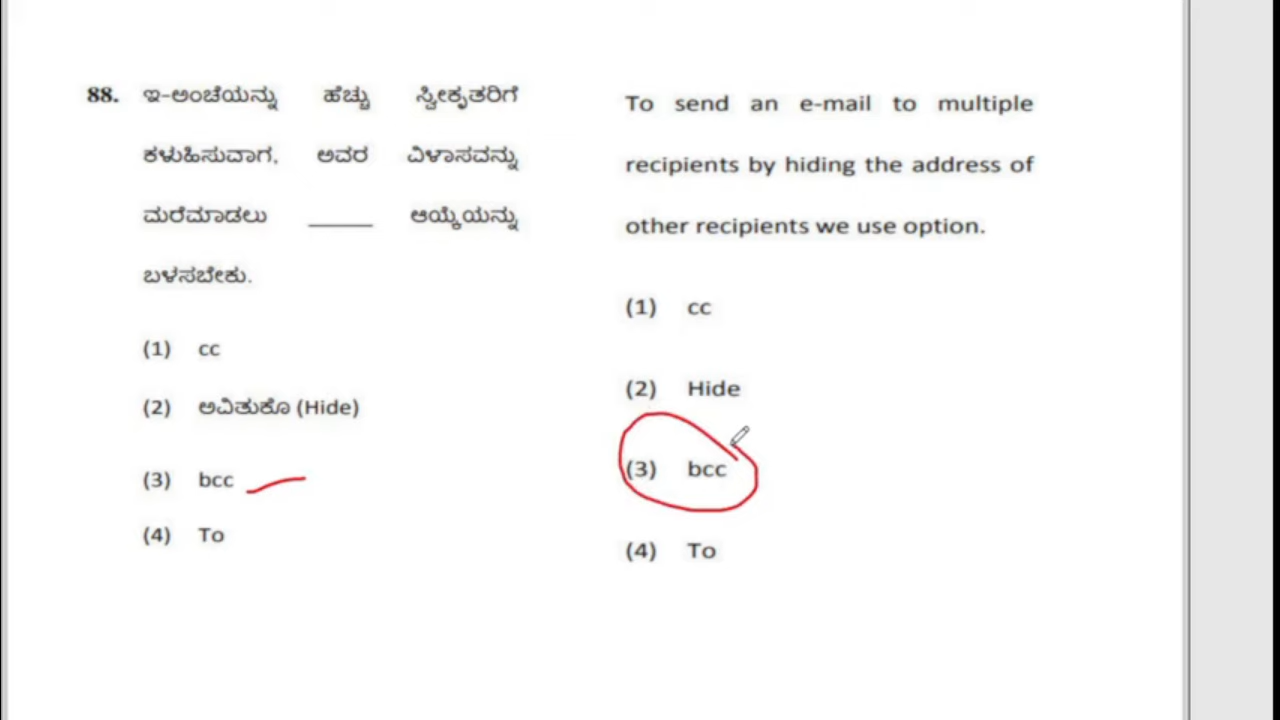 88. ಇ-ಅಂಚೆಯನ್ನು ಹೆಚ್ಚು ಸ್ವೀಕೃತರಿಗೆ
ಕಳುಹಿಸುವಾಗ, ಅವರ ವಿಳಾಸವನ್ನು
ಮರೆಮಾಡಲು _____ ಆಯ್ಕೆಯನ್ನು
ಬಳಸಬೇಕು.
(1) cc
(2) ಅವಿತುಕೊ (Hide)
(3) bcc
(4) To
To send an e-mail to multiple
recipients by hiding the address of
other recipients we use option.
(1) cc
(2) Hide
(3) bcc
(4) To